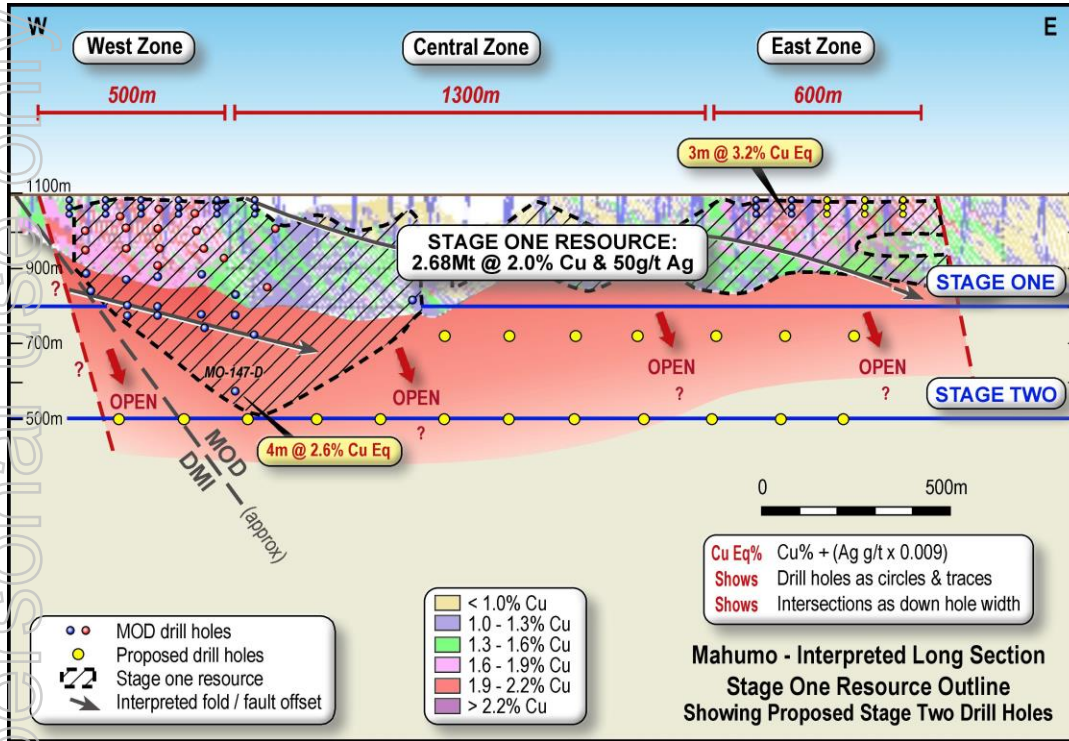 W
E
West Zone
Central Zone
East Zone
500m
1300m
600m
3m @ 3.2% Cu Eq
1100m
STAGE ONE RESOURCE:
2.68Mt @ 2.0% Cu & 50g/t Ag
900m
STAGE ONE
?
700m
MO-147-D
?
OPEN
OPEN
?
OPEN
?
OPEN
?
STAGE TWO
500m
4m @ 2.6% Cu Eq
MOD
DMI
(approx)
0
500m
Cu Eq% Cu% + (Ag g/t x 0.009)
Shows Drill holes as circles & traces
Shows Intersections as down hole width
< 1.0% Cu
1.0 - 1.3% Cu
1.3 - 1.6% Cu
1.6 - 1.9% Cu
1.9 - 2.2% Cu
> 2.2% Cu
MOD drill holes
Proposed drill holes
Stage one resource
Interpreted fold / fault offset
Mahumo - Interpreted Long Section
Stage One Resource Outline
Showing Proposed Stage Two Drill Holes